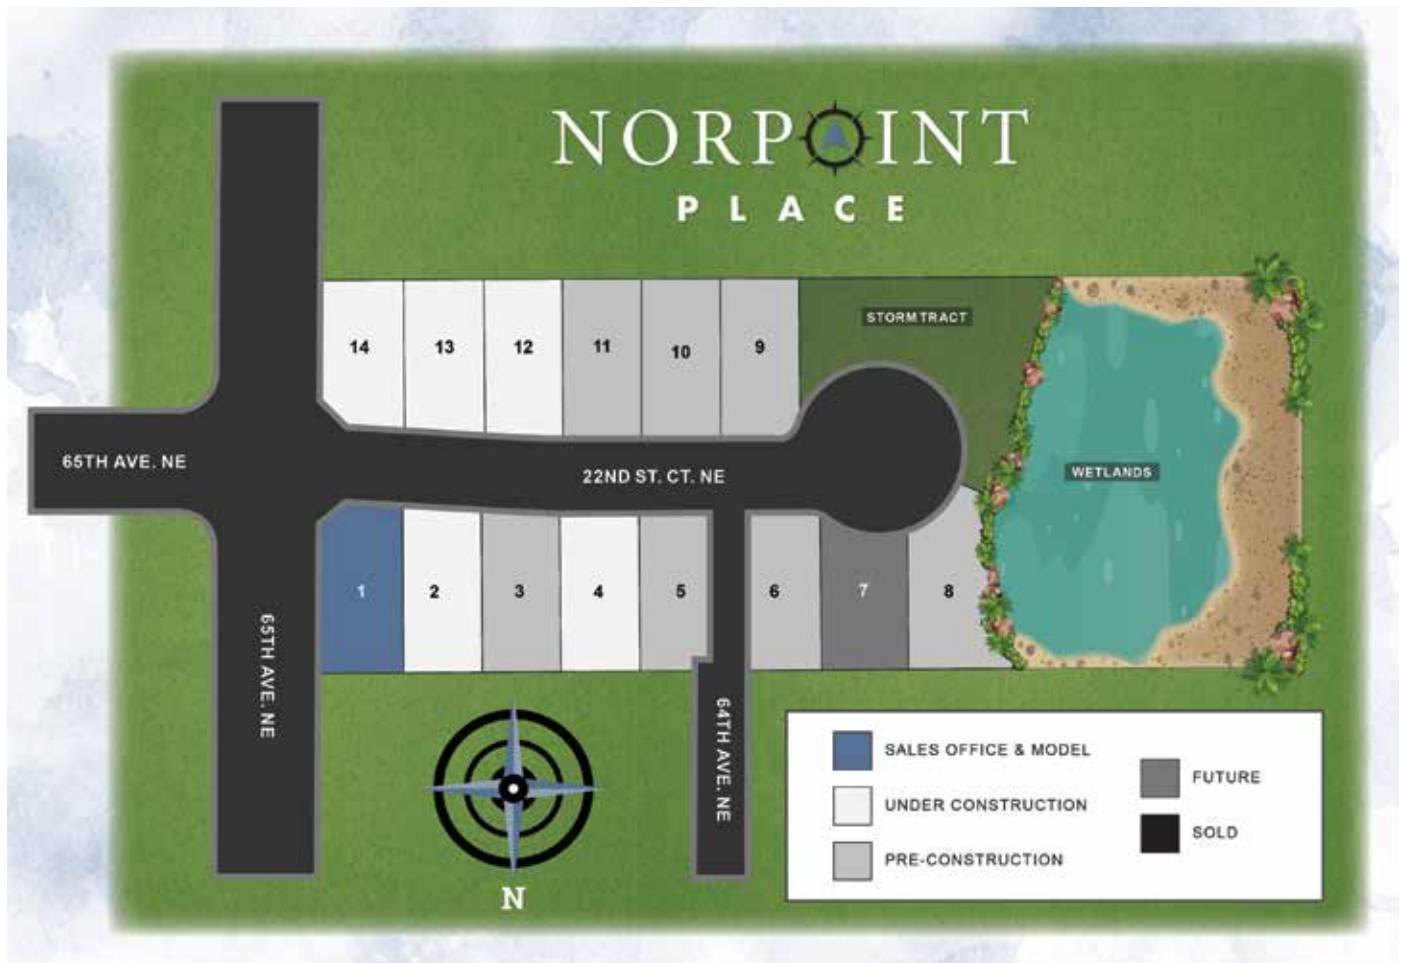 NORPOINT
PLACE
STORM TRACT
14
13
12
11
10
9
65TH AVE. NE
22ND ST. CT. NE
WETLANDS
1
2
3
4
5
6
7
8
65TH AVE. NE
64TH AVE. NE
N
SALES OFFICE & MODEL
UNDER CONSTRUCTION
PRE-CONSTRUCTION
FUTURE
SOLD